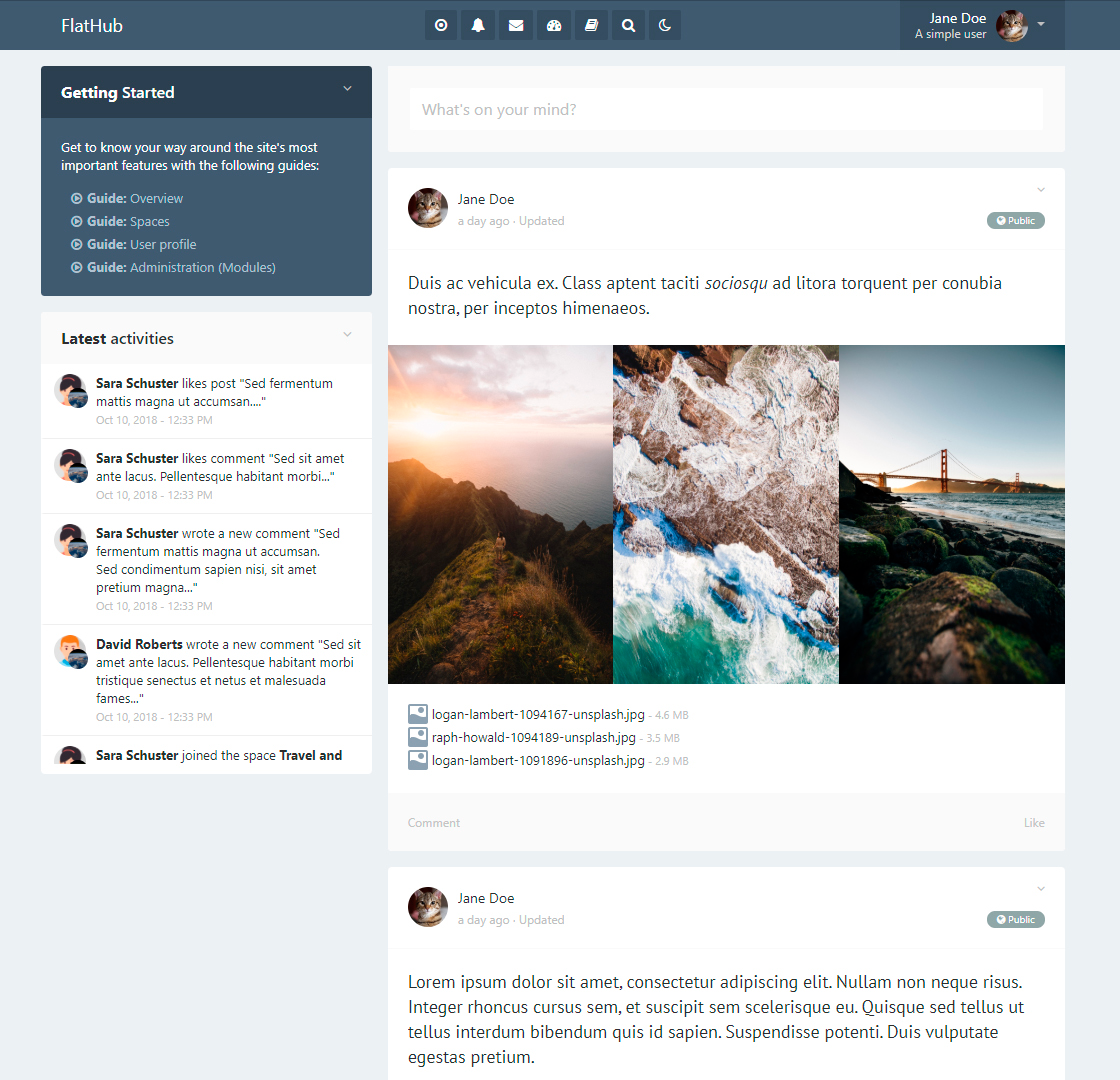 FlatHub
Jane Doe
A simple user
Getting Started
Get to know your way around the site's most
important features with the following guides:
Guide: Overview
Guide: Spaces
Guide: User profile
Guide: Administration (Modules)
Latest activities
Sara Schuster likes post "Sed fermentum
mattis magna ut accumsan...."
Oct 10, 2018 - 12:33 PM
Sara Schuster likes comment "Sed sit amet
ante lacus. Pellentesque habitant morbi..."
Oct 10, 2018 - 12:33 PM
Sara Schuster wrote a new comment "Sed
fermentum mattis magna ut accumsan.
Sed condimentum sapien nisi, sit amet
pretium magna..."
Oct 10, 2018 - 12:33 PM
David Roberts wrote a new comment "Sed sit
amet ante lacus. Pellentesque habitant morbi
tristique senectus et netus et malesuada
fames..."
Oct 10, 2018 - 12:33 PM
Sara Schuster joined the space Travel and
What's on your mind?
Jane Doe
a day ago · Updated
Public
Duis ac vehicula ex. Class aptent taciti sociosqu ad litora torquent per conubia
nostra, per inceptos himenaeos.
logan-lambert-1094167-unsplash.jpg - 4.6 MB
raph-howald-1094189-unsplash.jpg - 3.5 MB
logan-lambert-1091896-unsplash.jpg - 2.9 MB
Comment
Like
Jane Doe
a day ago · Updated
Public
Lorem ipsum dolor sit amet, consectetur adipiscing elit. Nullam non neque risus.
Integer rhoncus cursus sem, et suscipit sem scelerisque eu. Quisque sed tellus ut
tellus interdum bibendum quis id sapien. Suspendisse potenti. Duis vulputate
egestas pretium.